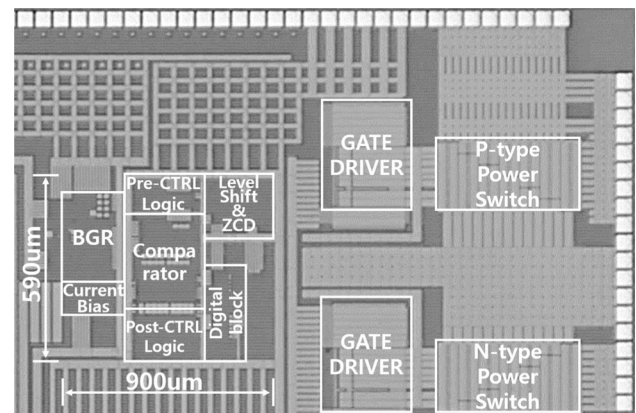 GATE
DRIVER
P-type
Power
Switch
Pre-CTRL
Logic
Level
Shift
&
ZCD
BGR
Compa
rator
590um
Current
Bias
Digital
block
Post-CTRL
Logic
900um
GATE
DRIVER
N-type
Power
Switch